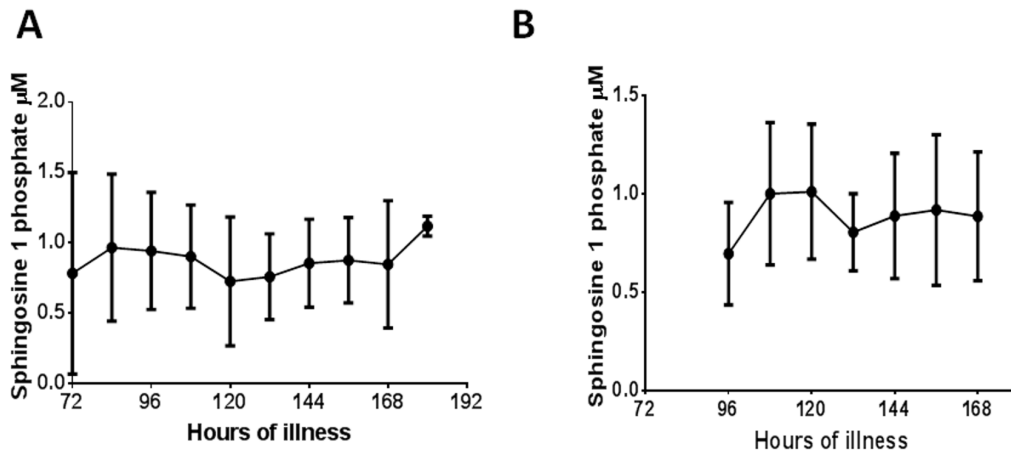 A
Sphingosine 1 phosphate μM
2.0
1.5
1.0
0.5
0.0
72 96 120 144 168 192
Hours of illness
B
Sphingosine 1 phosphate μM
1.5
1.0
0.5
0.0
72 96 120 144 168
Hours of illness